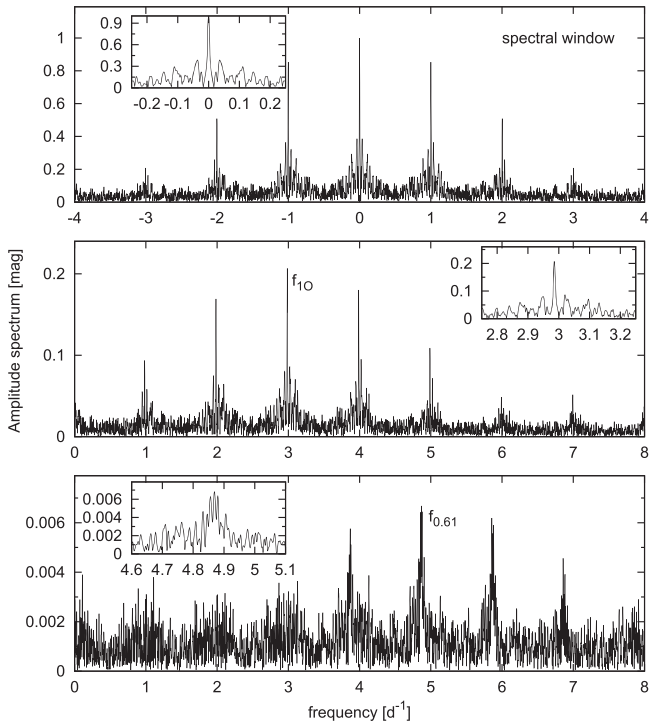 0.9
0.6
0.3
0
-0.2 -0.1 0 0.1 0.2
spectral window
1
0.8
0.6
0.4
0.2
0
-4 -3 -2 -1 0 1 2 3 4
Amplitude spectrum [mag]
f1O
0.2
0.1
0
2.8 2.9 3 3.1 3.2
0.2
0.1
0
0 1 2 3 4 5 6 7 8
0.006
0.004
0.002
0
4.6 4.7 4.8 4.9 5 5.1
f0.61
0.006
0.004
0.002
0
0 1 2 3 4 5 6 7 8
frequency [d-1]